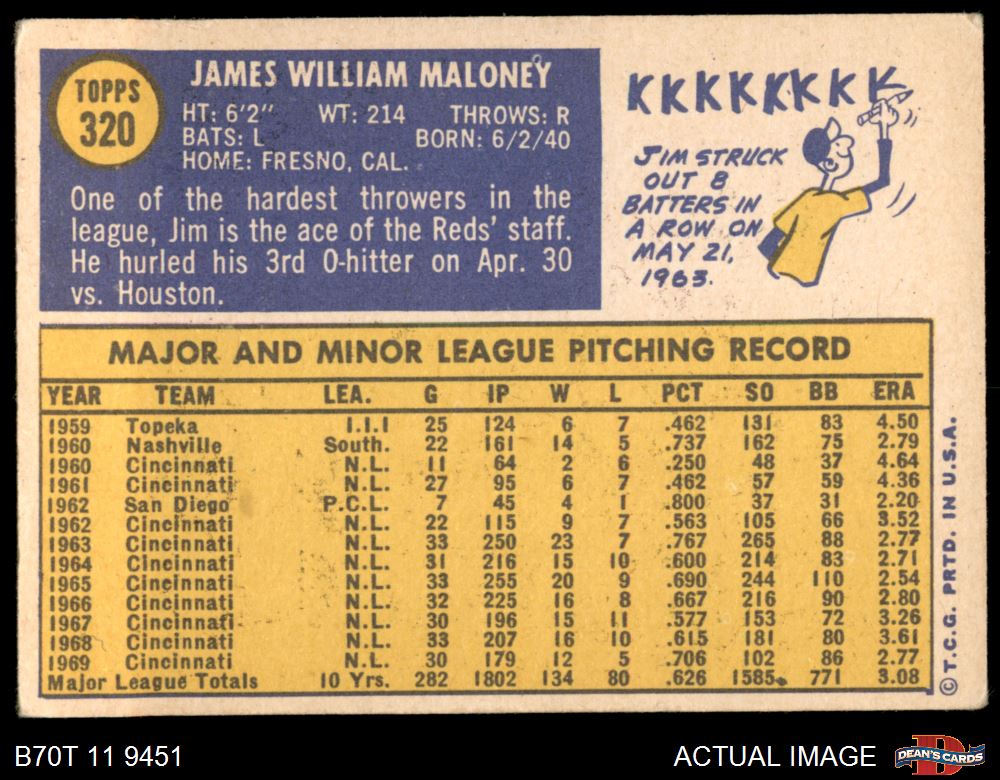 TOPPS
320
JAMES WILLIAM MALONEY
HT: 6'2" WT: 214 THROWS: R
BATS: L BORN: 6/2/40
HOME: FRESNO, CAL.
One of the hardest throwers in the
league, Jim is the ace of the Reds' staff.
He hurled his 3rd 0-hitter on Apr. 30
vs. Houston.
KKKKKKKK
JIM STRUCK
OUT 8
BATTERS IN
A ROW ON
MAY 21,
1963.
MAJOR AND MINOR LEAGUE PITCHING RECORD
YEAR TEAM LEA. G IP W L PCT SO BB ERA
1959 Topeka I.I.I 25 124 6 7 .462 131 83 4.50
1960 Nashville South. 22 161 14 5 .737 162 75 2.79
1960 Cincinnati N.L. 11 64 2 6 .250 48 37 4.64
1961 Cincinnati N.L. 27 95 6 7 .462 57 59 4.36
1962 San Diego P.C.L. 7 45 4 1 .800 37 31 2.20
1962 Cincinnati N.L. 22 115 9 7 .563 105 66 3.52
1963 Cincinnati N.L. 33 250 23 7 .767 265 88 2.77
1964 Cincinnati N.L. 31 216 15 10 .600 214 83 2.71
1965 Cincinnati N.L. 33 255 20 9 .690 244 110 2.54
1966 Cincinnati N.L. 32 225 16 8 .667 216 90 2.80
1967 Cincinnati N.L. 30 196 15 11 .577 153 72 3.26
1968 Cincinnati N.L. 33 207 16 10 .615 181 80 3.61
1969 Cincinnati N.L. 30 179 12 5 .706 102 86 2.77
Major League Totals 10 Yrs. 282 1802 134 80 .626 1585 771 3.08
© T.C.G. PRTD. IN U.S.A.
B70T 11 9451
ACTUAL IMAGE
DEAN'S CARDS